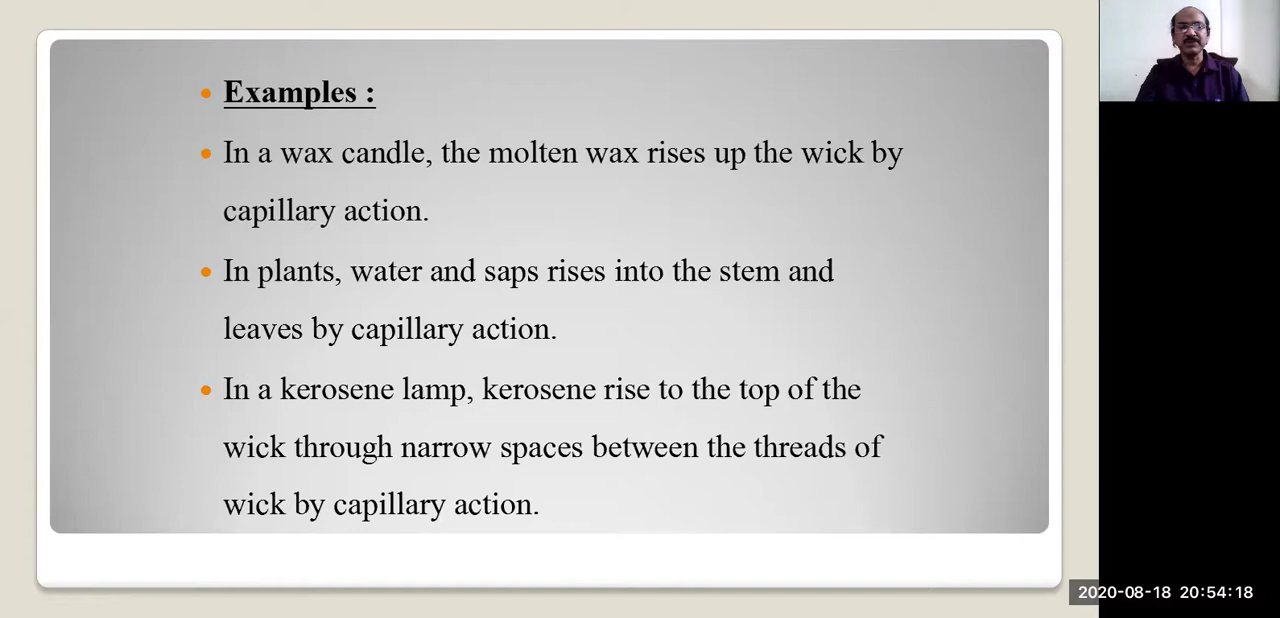 Examples :
In a wax candle, the molten wax rises up the wick by
capillary action.
In plants, water and saps rises into the stem and
leaves by capillary action.
In a kerosene lamp, kerosene rise to the top of the
wick through narrow spaces between the threads of
wick by capillary action.
2020-08-18 20:54:18